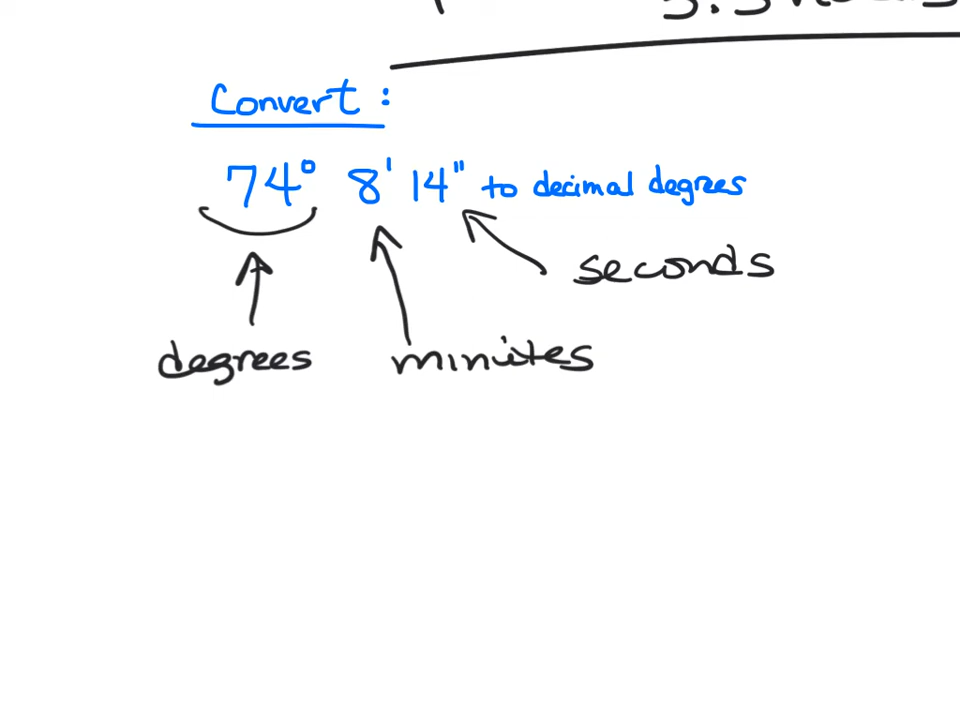 Convert:
74° 8' 14" to decimal degrees
seconds
degrees minutes